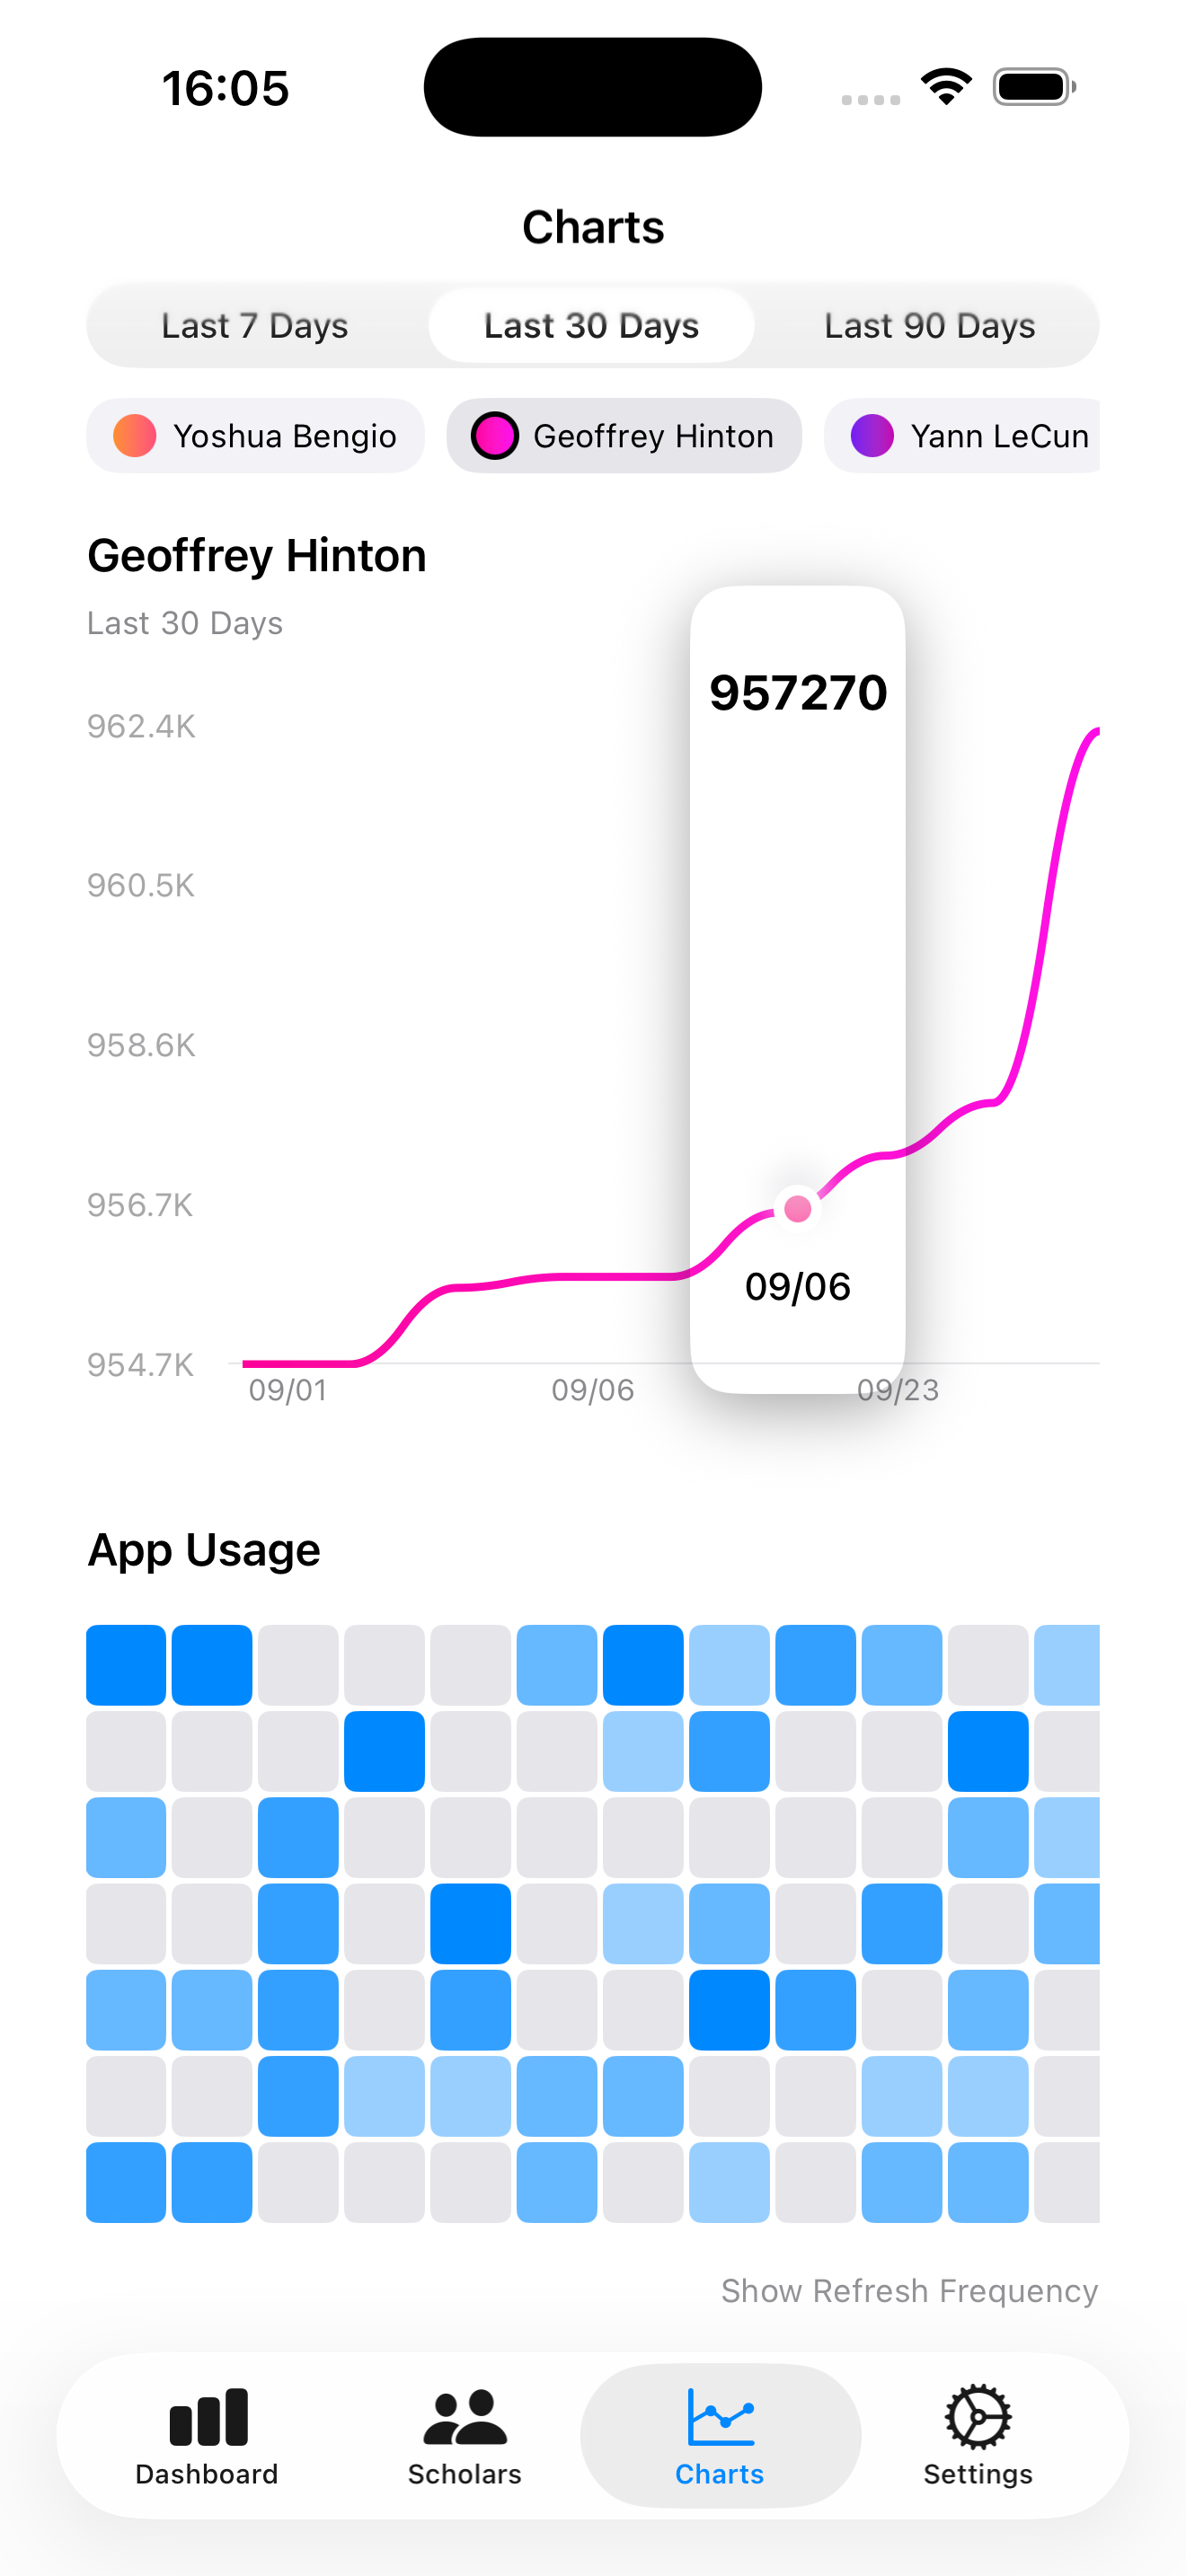 16:05
Charts
Last 7 Days
Last 30 Days
Last 90 Days
Yoshua Bengio
Geoffrey Hinton
Yann LeCun
Geoffrey Hinton
Last 30 Days
957270
962.4K
960.5K
958.6K
956.7K
09/06
954.7K
09/01
09/06
09/23
App Usage
Show Refresh Frequency
Dashboard
Scholars
Charts
Settings